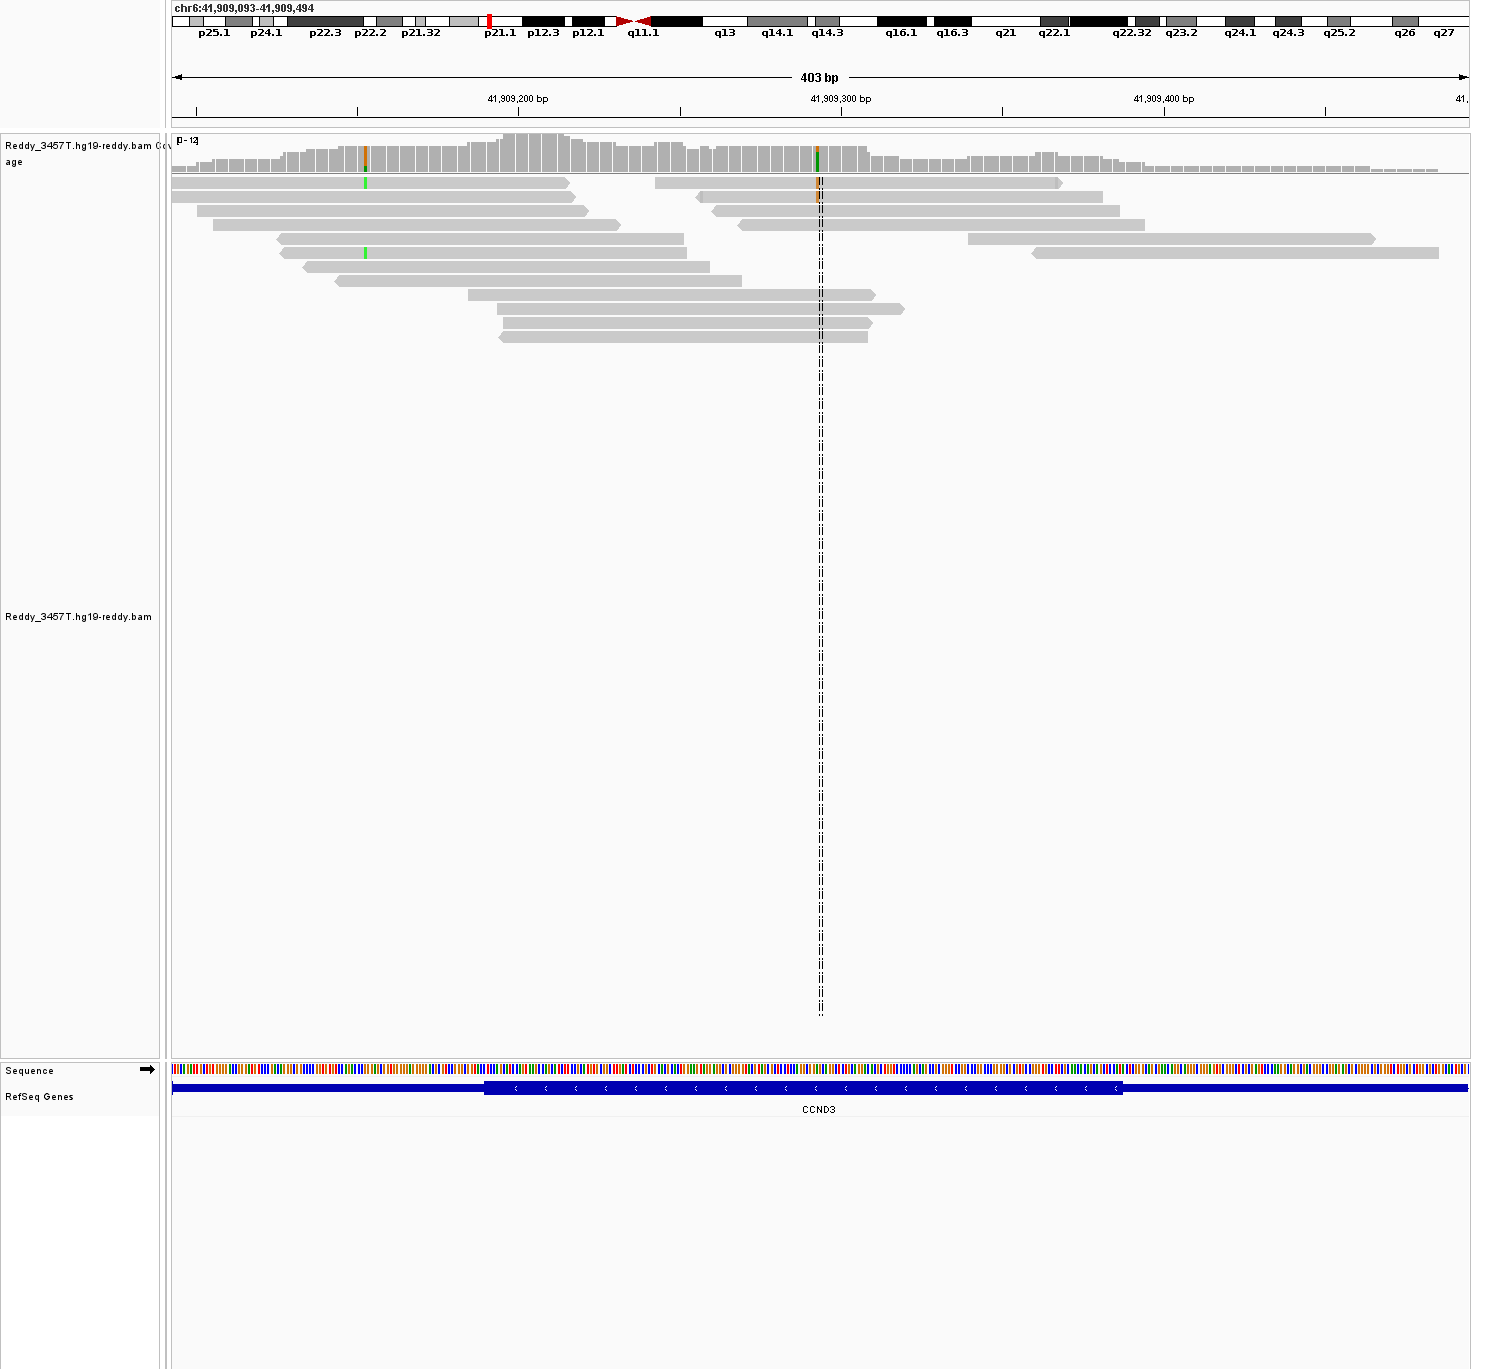 chr6:41,909,093-41,909,494
p25.1 p24.1 p22.3 p22.2 p21.32 p21.1 p12.3 p12.1 q11.1 q13 q14.1 q14.3 q16.1 q16.3 q21 q22.1 q22.32 q23.2 q24.1 q24.3 q25.2 q26 q27
403 bp
41,909,200 bp 41,909,300 bp 41,909,400 bp 41,
Reddy_3457T.hg19-reddy.bam Cov
age
[0 - 12]
Reddy_3457T.hg19-reddy.bam
Sequence
RefSeq Genes
CCND3